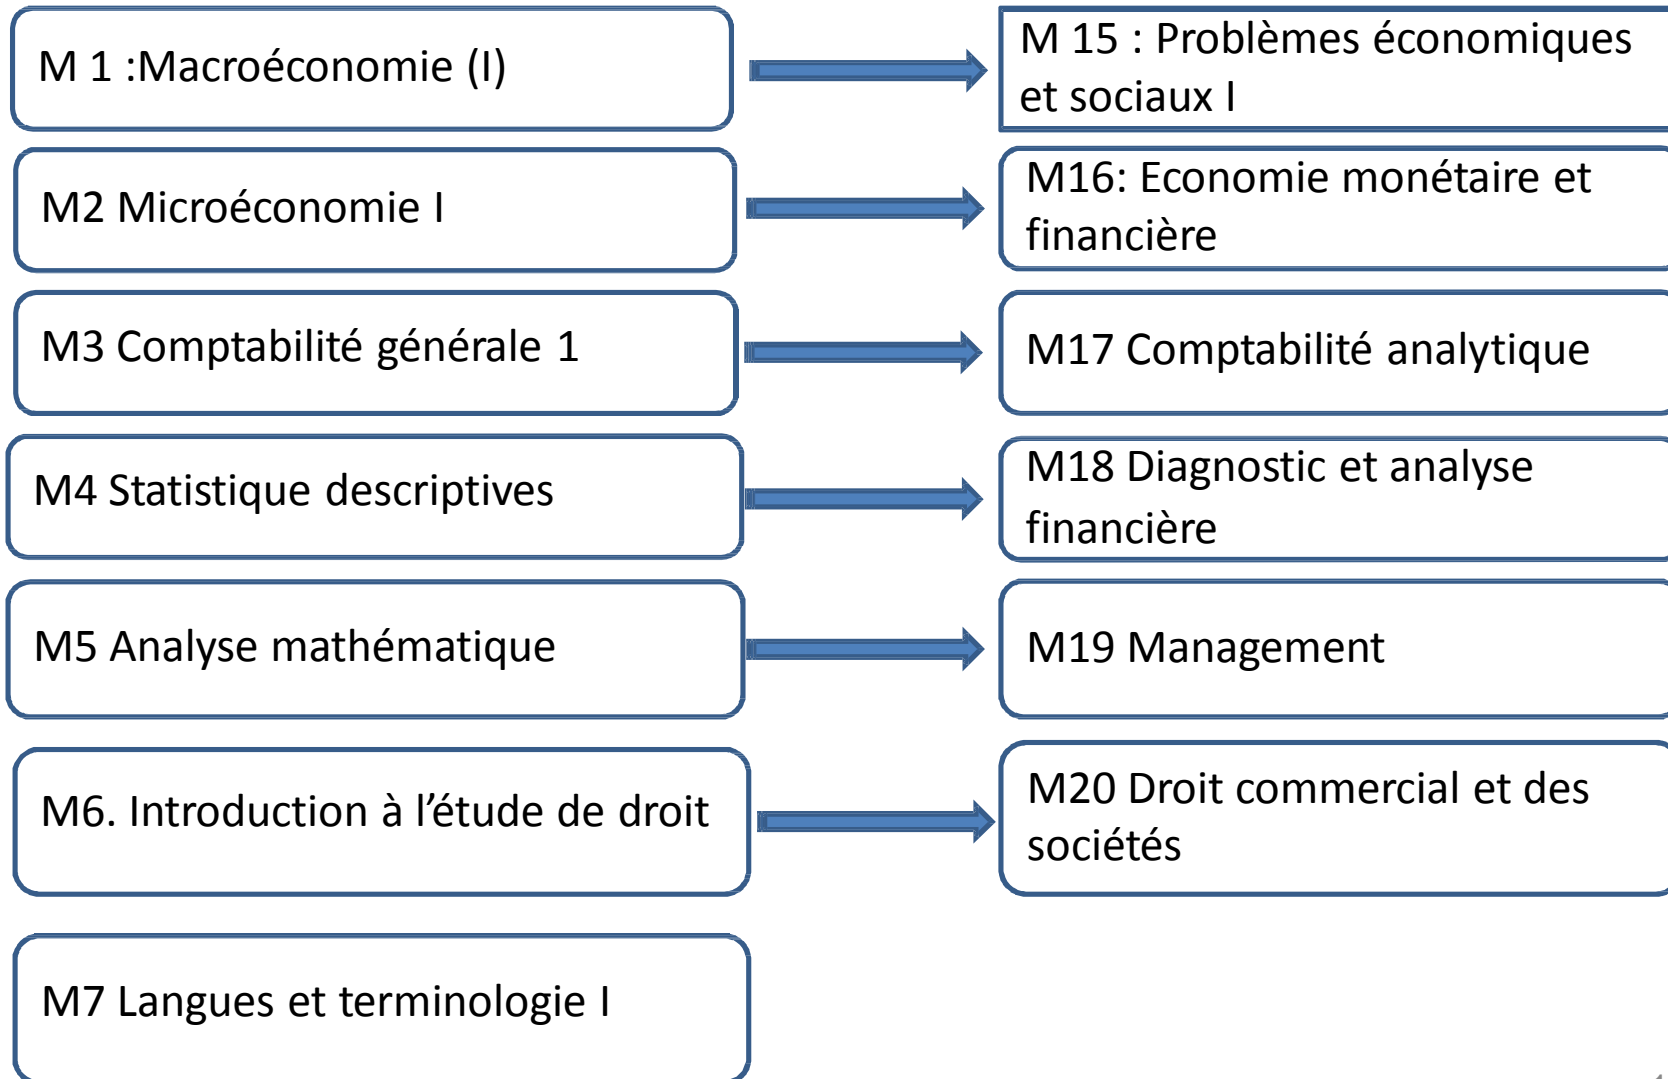 M 1 :Macroéconomie (I)
M 15 : Problèmes économiques
et sociaux I
M2 Microéconomie I
M16: Economie monétaire et
financière
M3 Comptabilité générale 1
M17 Comptabilité analytique
M4 Statistique descriptives
M18 Diagnostic et analyse
financière
M5 Analyse mathématique
M19 Management
M6. Introduction à l’étude de droit
M20 Droit commercial et des
sociétés
M7 Langues et terminologie I